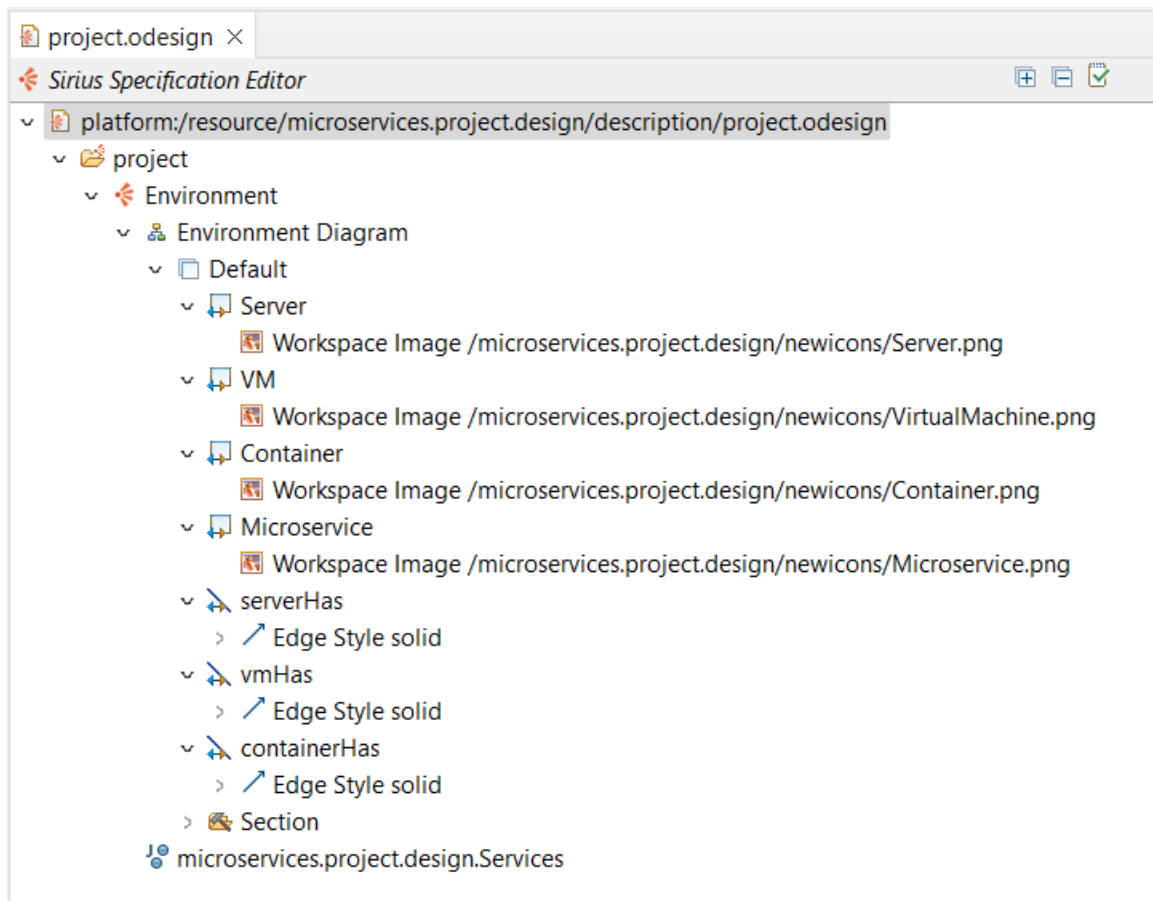 project.odesign
Sirius Specification Editor
platform:/resource/microservices.project.design/description/project.odesign
project
Environment
Environment Diagram
Default
Server
Workspace Image /microservices.project.design/newicons/Server.png
VM
Workspace Image /microservices.project.design/newicons/VirtualMachine.png
Container
Workspace Image /microservices.project.design/newicons/Container.png
Microservice
Workspace Image /microservices.project.design/newicons/Microservice.png
serverHas
Edge Style solid
vmHas
Edge Style solid
containerHas
Edge Style solid
Section
microservices.project.design.Services